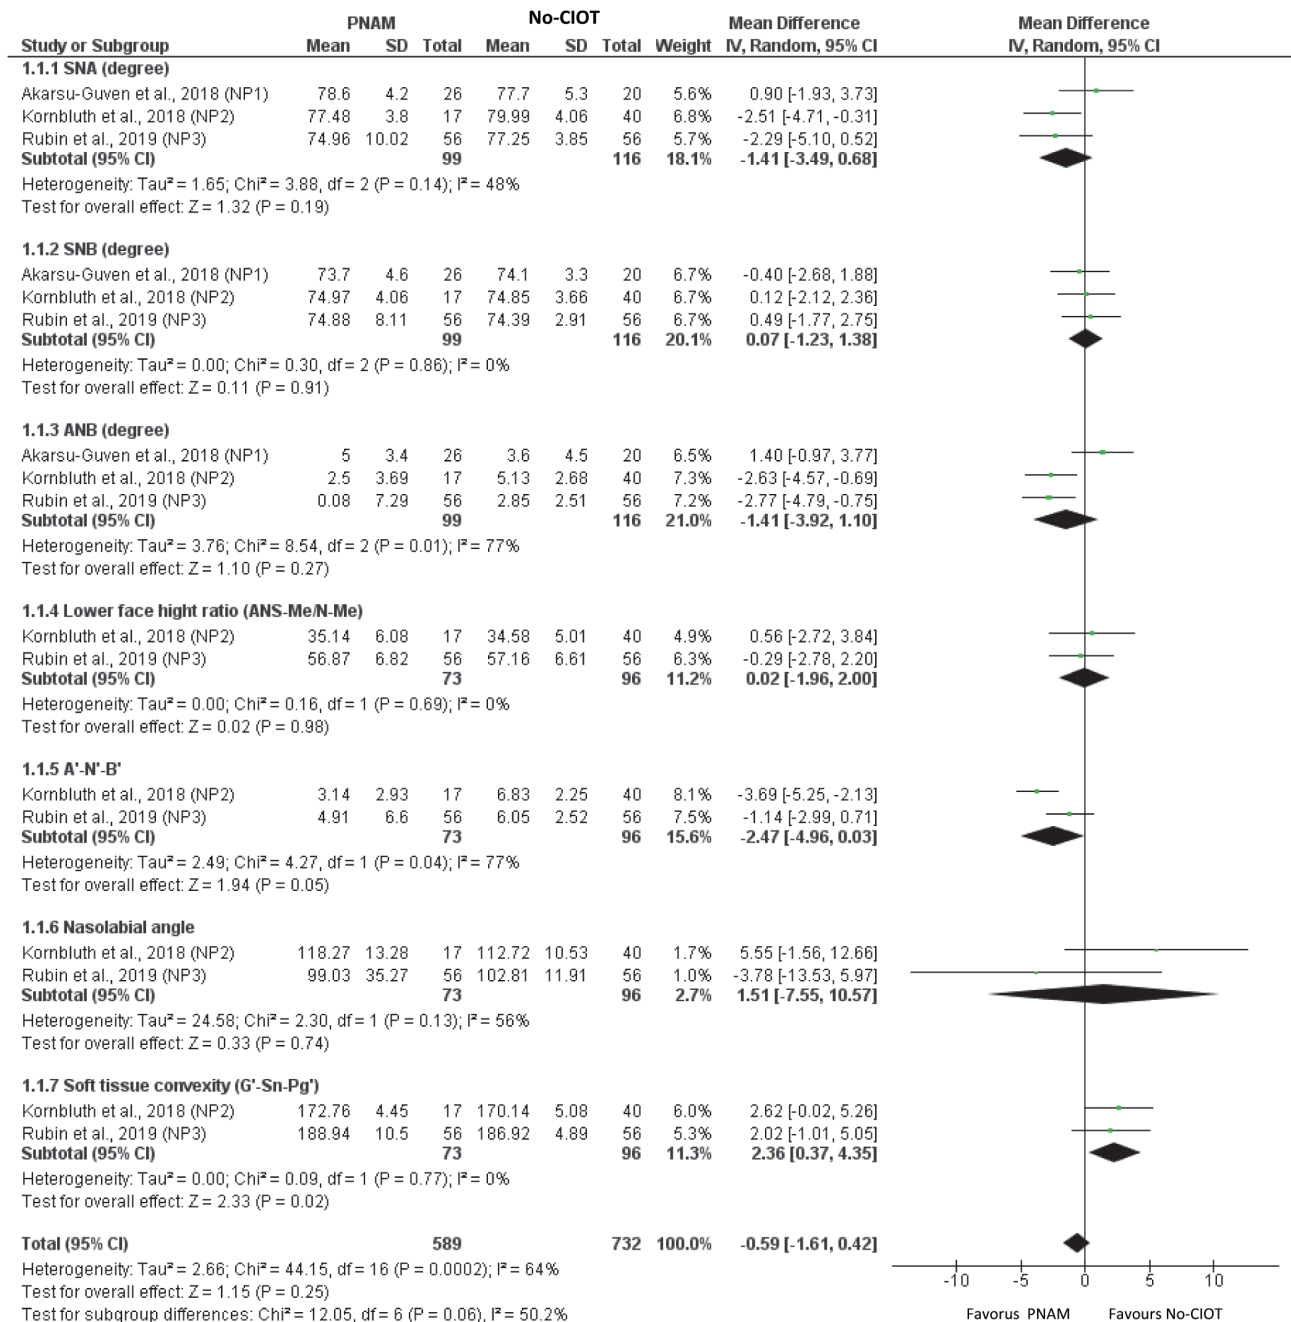 PNAM No-CIOT Mean Difference Mean Difference
Study or Subgroup Mean SD Total Mean SD Total Weight IV, Random, 95% CI IV, Random, 95% CI
1.1.1 SNA (degree)
Akarsu-Guven et al., 2018 (NP1) 78.6 4.2 26 77.7 5.3 20 5.6% 0.90 [-1.93, 3.73]
Kornbluth et al., 2018 (NP2) 77.48 3.8 17 79.99 4.06 40 6.8% -2.51 [-4.71, -0.31]
Rubin et al., 2019 (NP3) 74.96 10.02 56 77.25 3.85 56 5.7% -2.29 [-5.10, 0.52]
Subtotal (95% CI) 99 116 18.1% -1.41 [-3.49, 0.68]
Heterogeneity: Tau² = 1.65; Chi² = 3.88, df = 2 (P = 0.14); I² = 48%
Test for overall effect: Z = 1.32 (P = 0.19)
1.1.2 SNB (degree)
Akarsu-Guven et al., 2018 (NP1) 73.7 4.6 26 74.1 3.3 20 6.7% -0.40 [-2.68, 1.88]
Kornbluth et al., 2018 (NP2) 74.97 4.06 17 74.85 3.66 40 6.7% 0.12 [-2.12, 2.36]
Rubin et al., 2019 (NP3) 74.88 8.11 56 74.39 2.91 56 6.7% 0.49 [-1.77, 2.75]
Subtotal (95% CI) 99 116 20.1% 0.07 [-1.23, 1.38]
Heterogeneity: Tau² = 0.00; Chi² = 0.30, df = 2 (P = 0.86); I² = 0%
Test for overall effect: Z = 0.11 (P = 0.91)
1.1.3 ANB (degree)
Akarsu-Guven et al., 2018 (NP1) 5 3.4 26 3.6 4.5 20 6.5% 1.40 [-0.97, 3.77]
Kornbluth et al., 2018 (NP2) 2.5 3.69 17 5.13 2.68 40 7.3% -2.63 [-4.57, -0.69]
Rubin et al., 2019 (NP3) 0.08 7.29 56 2.85 2.51 56 7.2% -2.77 [-4.79, -0.75]
Subtotal (95% CI) 99 116 21.0% -1.41 [-3.92, 1.10]
Heterogeneity: Tau² = 3.76; Chi² = 8.54, df = 2 (P = 0.01); I² = 77%
Test for overall effect: Z = 1.10 (P = 0.27)
1.1.4 Lower face hight ratio (ANS-Me/N-Me)
Kornbluth et al., 2018 (NP2) 35.14 6.08 17 34.58 5.01 40 4.9% 0.56 [-2.72, 3.84]
Rubin et al., 2019 (NP3) 56.87 6.82 56 57.16 6.61 56 6.3% -0.29 [-2.78, 2.20]
Subtotal (95% CI) 73 96 11.2% 0.02 [-1.96, 2.00]
Heterogeneity: Tau² = 0.00; Chi² = 0.16, df = 1 (P = 0.69); I² = 0%
Test for overall effect: Z = 0.02 (P = 0.98)
1.1.5 A'-N'-B'
Kornbluth et al., 2018 (NP2) 3.14 2.93 17 6.83 2.25 40 8.1% -3.69 [-5.25, -2.13]
Rubin et al., 2019 (NP3) 4.91 6.6 56 6.05 2.52 56 7.5% -1.14 [-2.99, 0.71]
Subtotal (95% CI) 73 96 15.6% -2.47 [-4.96, 0.03]
Heterogeneity: Tau² = 2.49; Chi² = 4.27, df = 1 (P = 0.04); I² = 77%
Test for overall effect: Z = 1.94 (P = 0.05)
1.1.6 Nasolabial angle
Kornbluth et al., 2018 (NP2) 118.27 13.28 17 112.72 10.53 40 1.7% 5.55 [-1.56, 12.66]
Rubin et al., 2019 (NP3) 99.03 35.27 56 102.81 11.91 56 1.0% -3.78 [-13.53, 5.97]
Subtotal (95% CI) 73 96 2.7% 1.51 [-7.55, 10.57]
Heterogeneity: Tau² = 24.58; Chi² = 2.30, df = 1 (P = 0.13); I² = 56%
Test for overall effect: Z = 0.33 (P = 0.74)
1.1.7 Soft tissue convexity (G'-Sn-Pg')
Kornbluth et al., 2018 (NP2) 172.76 4.45 17 170.14 5.08 40 6.0% 2.62 [-0.02, 5.26]
Rubin et al., 2019 (NP3) 188.94 10.5 56 186.92 4.89 56 5.3% 2.02 [-1.01, 5.05]
Subtotal (95% CI) 73 96 11.3% 2.36 [0.37, 4.35]
Heterogeneity: Tau² = 0.00; Chi² = 0.09, df = 1 (P = 0.77); I² = 0%
Test for overall effect: Z = 2.33 (P = 0.02)
Total (95% CI) 589 732 100.0% -0.59 [-1.61, 0.42]
Heterogeneity: Tau² = 2.66; Chi² = 44.15, df = 16 (P = 0.0002); I² = 64%
Test for overall effect: Z = 1.15 (P = 0.25)
Test for subgroup differences: Chi² = 12.05, df = 6 (P = 0.06), I² = 50.2%
-10 -5 0 5 10
Favorus PNAM Favours No-CIOT